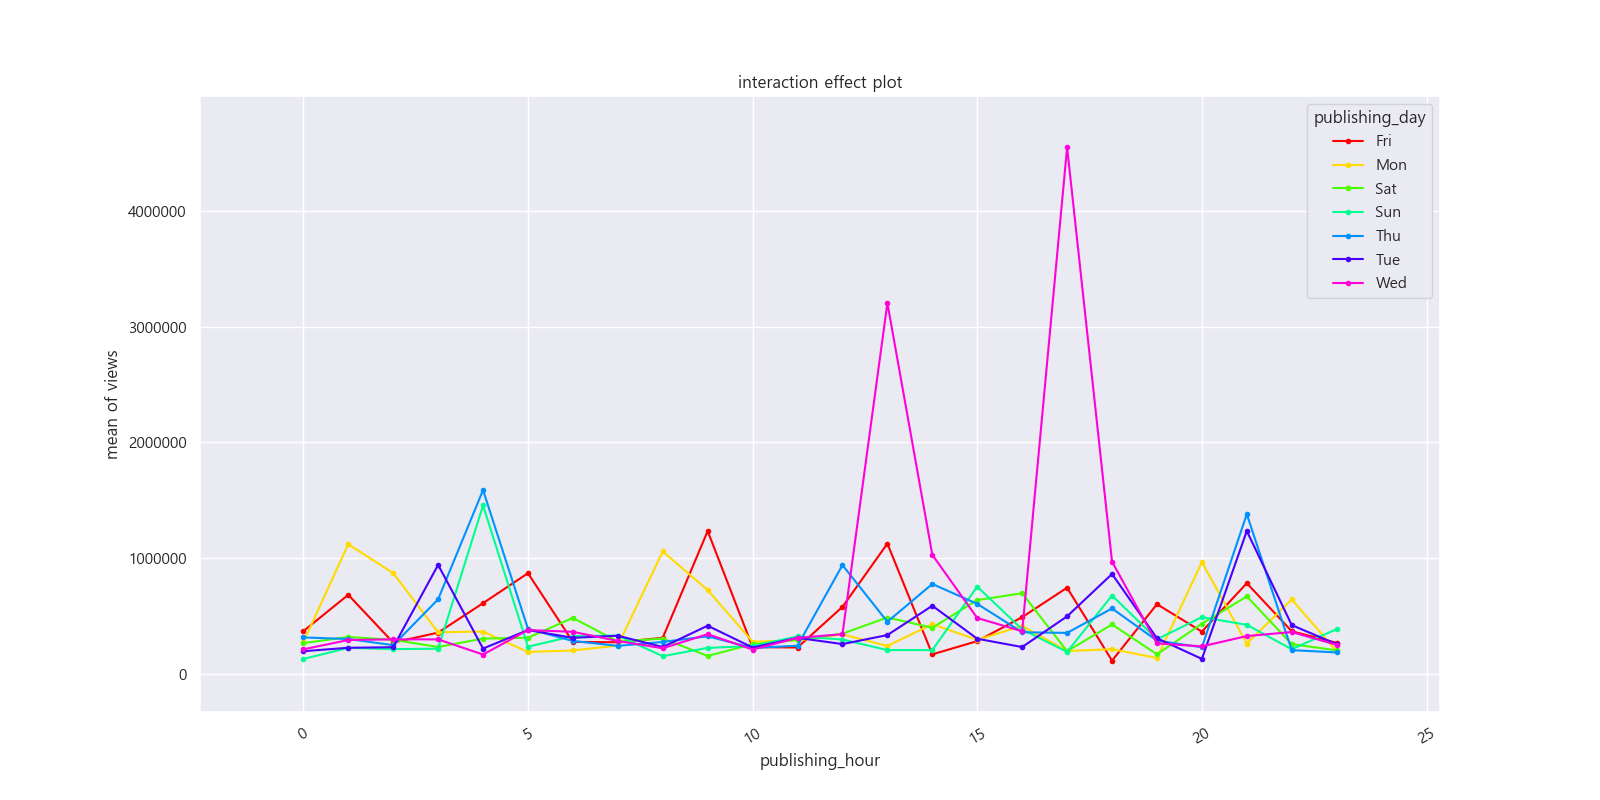 interaction effect plot
publishing_day
Fri
Mon
Sat
Sun
Thu
Tue
Wed
mean of views
4000000
3000000
2000000
1000000
0
0
5
10
15
20
25
publishing_hour